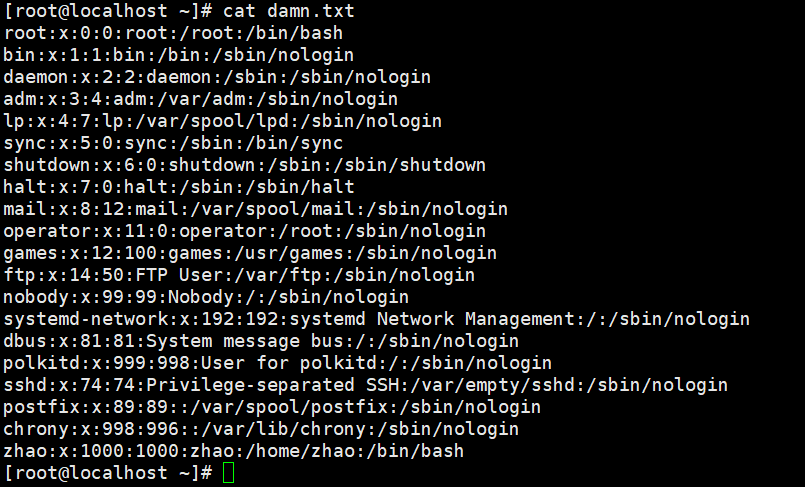 [root@localhost ~]# cat damn.txt
root:x:0:0:root:/root:/bin/bash
bin:x:1:1:bin:/bin:/sbin/nologin
daemon:x:2:2:daemon:/sbin:/sbin/nologin
adm:x:3:4:adm:/var/adm:/sbin/nologin
lp:x:4:7:lp:/var/spool/lpd:/sbin/nologin
sync:x:5:0:sync:/sbin:/bin/sync
shutdown:x:6:0:shutdown:/sbin:/sbin/shutdown
halt:x:7:0:halt:/sbin:/sbin/halt
mail:x:8:12:mail:/var/spool/mail:/sbin/nologin
operator:x:11:0:operator:/root:/sbin/nologin
games:x:12:100:games:/usr/games:/sbin/nologin
ftp:x:14:50:FTP User:/var/ftp:/sbin/nologin
nobody:x:99:99:Nobody:/:/sbin/nologin
systemd-network:x:192:192:systemd Network Management:/:/sbin/nologin
dbus:x:81:81:System message bus:/:/sbin/nologin
polkitd:x:999:998:User for polkitd:/:/sbin/nologin
sshd:x:74:74:Privilege-separated SSH:/var/empty/sshd:/sbin/nologin
postfix:x:89:89::/var/spool/postfix:/sbin/nologin
chrony:x:998:996::/var/lib/chrony:/sbin/nologin
zhao:x:1000:1000:zhao:/home/zhao:/bin/bash
[root@localhost ~]#